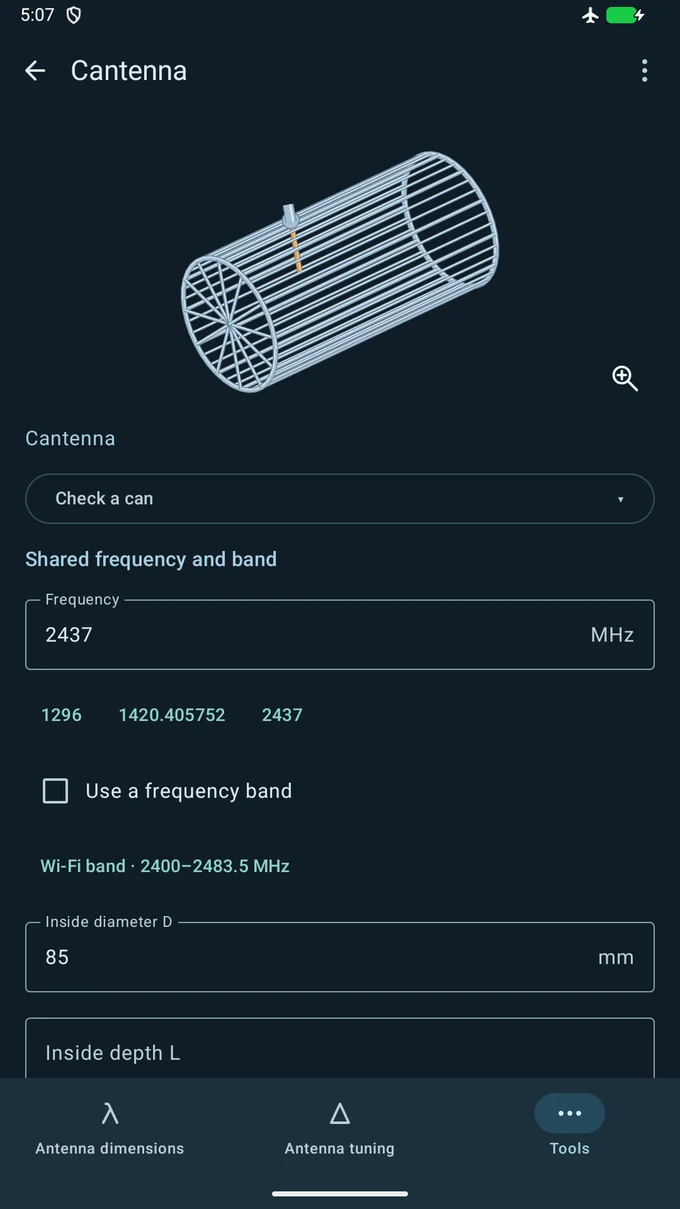 5:07
Cantenna
Cantenna
Check a can
Shared frequency and band
Frequency
2437 MHz
1296 1420.405752 2437
Use a frequency band
Wi-Fi band · 2400–2483.5 MHz
Inside diameter D
85 mm
Inside depth L
λ Δ
Antenna dimensions Antenna tuning Tools